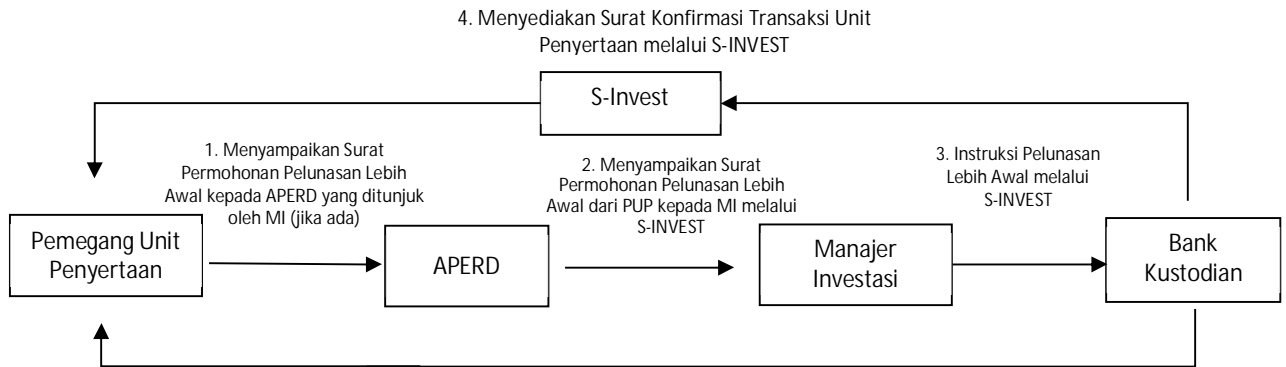 4. Menyediakan Surat Konfirmasi Transaksi Unit
Penyertaan melalui S-INVEST
S-Invest
1. Menyampaikan Surat
Permohonan Pelunasan Lebih
Awal kepada APERD yang ditunjuk
oleh MI (jika ada)
2. Menyampaikan Surat
Permohonan Pelunasan Lebih
Awal dari PUP kepada MI melalui
S-INVEST
3. Instruksi Pelunasan
Lebih Awal melalui
S-INVEST
Pemegang Unit
Penyertaan
APERD
Manajer
Investasi
Bank
Kustodian